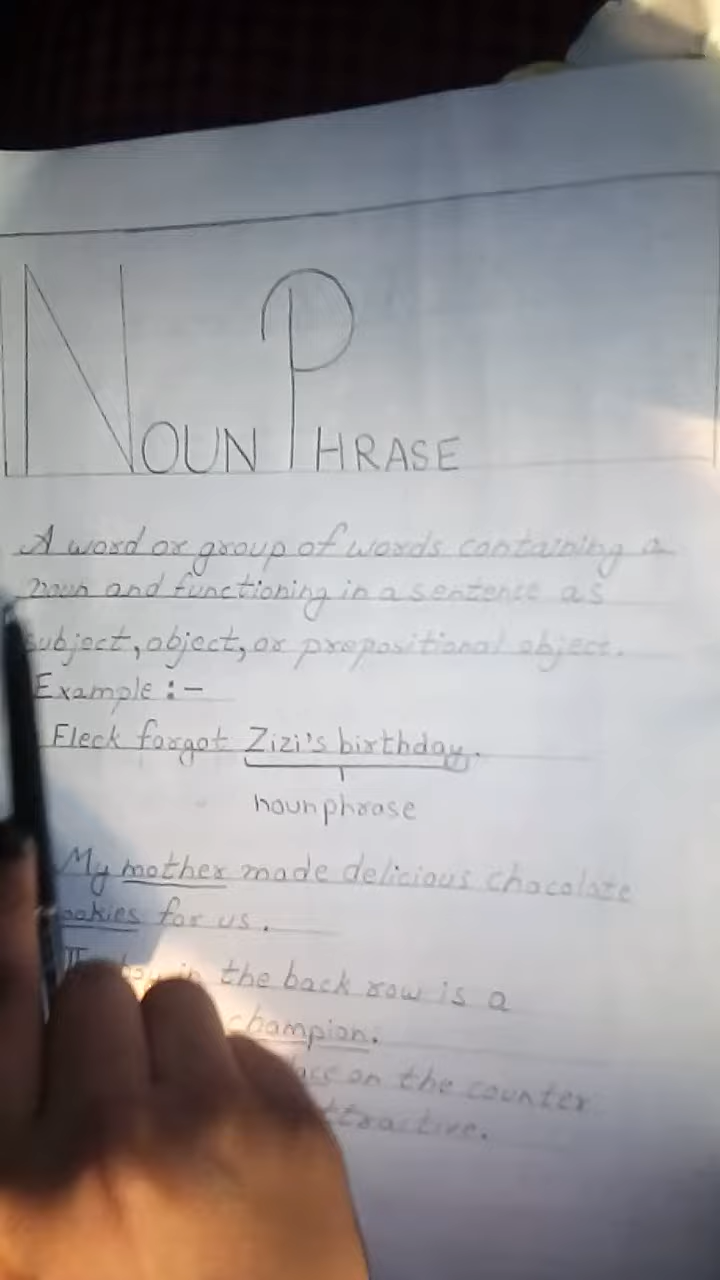 NOUN PHRASE
A word or group of words containing a
noun and functioning in a sentence as
subject, object, or prepositional object.
Example :-
Fleck forgot Zizi's birthday.
noun phrase
My mother made delicious chocolate
for us.
in the back row is a
champion.
on the counter